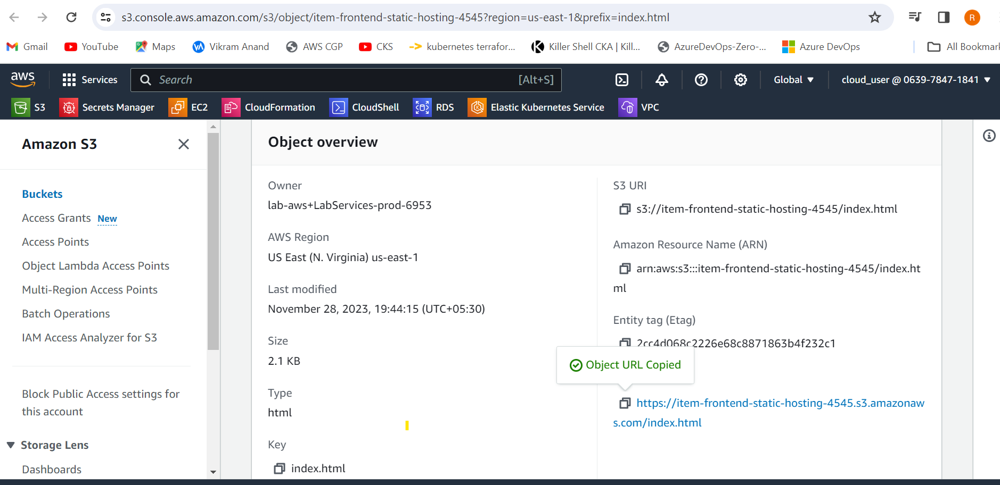 s3.console.aws.amazon.com/s3/object/item-frontend-static-hosting-4545?region=us-east-1&prefix=index.html
R
Gmail YouTube Maps Vikram Anand AWS CGP CKS kubernetes terrafor... Killer Shell CKA | Kill... AzureDevOps-Zero-... Azure DevOps All Bookmar
aws Services Search [Alt+S] Global cloud_user @ 0639-7847-1841
S3 Secrets Manager EC2 CloudFormation CloudShell RDS Elastic Kubernetes Service VPC
Amazon S3
Buckets
Access Grants New
Access Points
Object Lambda Access Points
Multi-Region Access Points
Batch Operations
IAM Access Analyzer for S3
Block Public Access settings for
this account
Storage Lens
Dashboards
Object overview
Owner
lab-aws+LabServices-prod-6953
AWS Region
US East (N. Virginia) us-east-1
Last modified
November 28, 2023, 19:44:15 (UTC+05:30)
Size
2.1 KB
Type
html
Key
index.html
S3 URI
s3://item-frontend-static-hosting-4545/index.html
Amazon Resource Name (ARN)
arn:aws:s3:::item-frontend-static-hosting-4545/index.ht
ml
Entity tag (Etag)
2cc4d068c2226e68c8871863b4f232c1
Object URL Copied
https://item-frontend-static-hosting-4545.s3.amazonaw
s.com/index.html